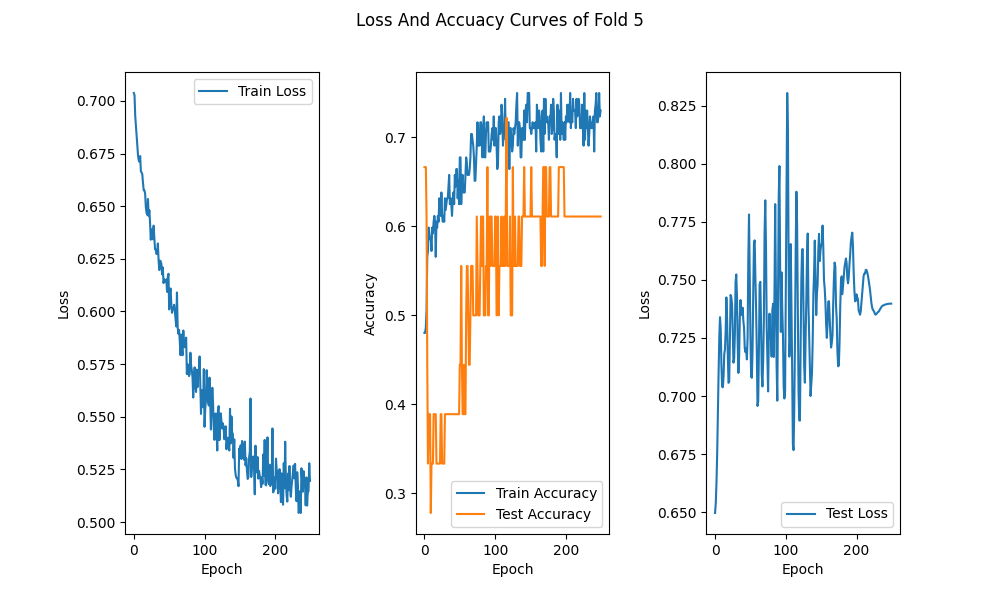 Loss And Accuacy Curves of Fold 5
Train Loss
0.700
0.675
0.650
0.625
0.600
0.575
0.550
0.525
0.500
Loss
0
100
200
Epoch
0.7
0.6
0.5
0.4
0.3
Accuracy
Train Accuracy
Test Accuracy
0
100
200
Epoch
0.825
0.800
0.775
0.750
0.725
0.700
0.675
0.650
Loss
Test Loss
0
100
200
Epoch